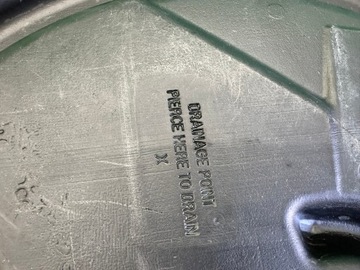 DRAINAGE POINT
PIERCE HERE TO DRAIN
X